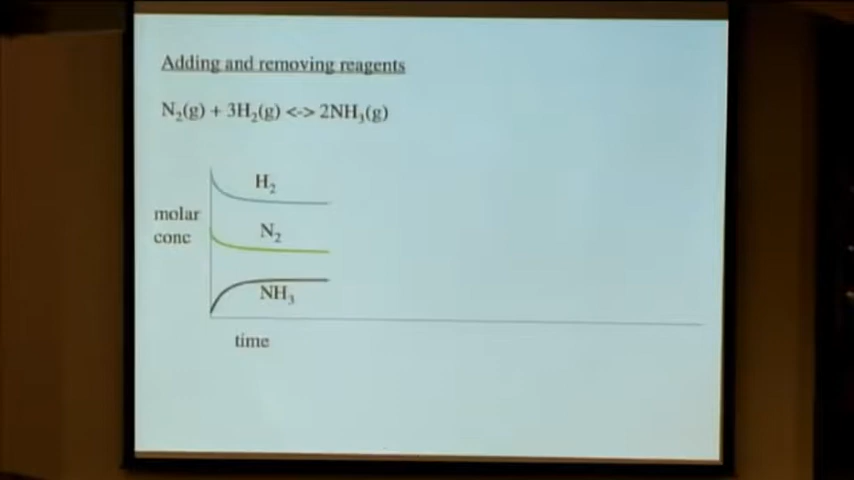 Adding and removing reagents
N₂(g) + 3H₂(g) <-> 2NH₃(g)
H₂
molar
conc
N₂
NH₃
time